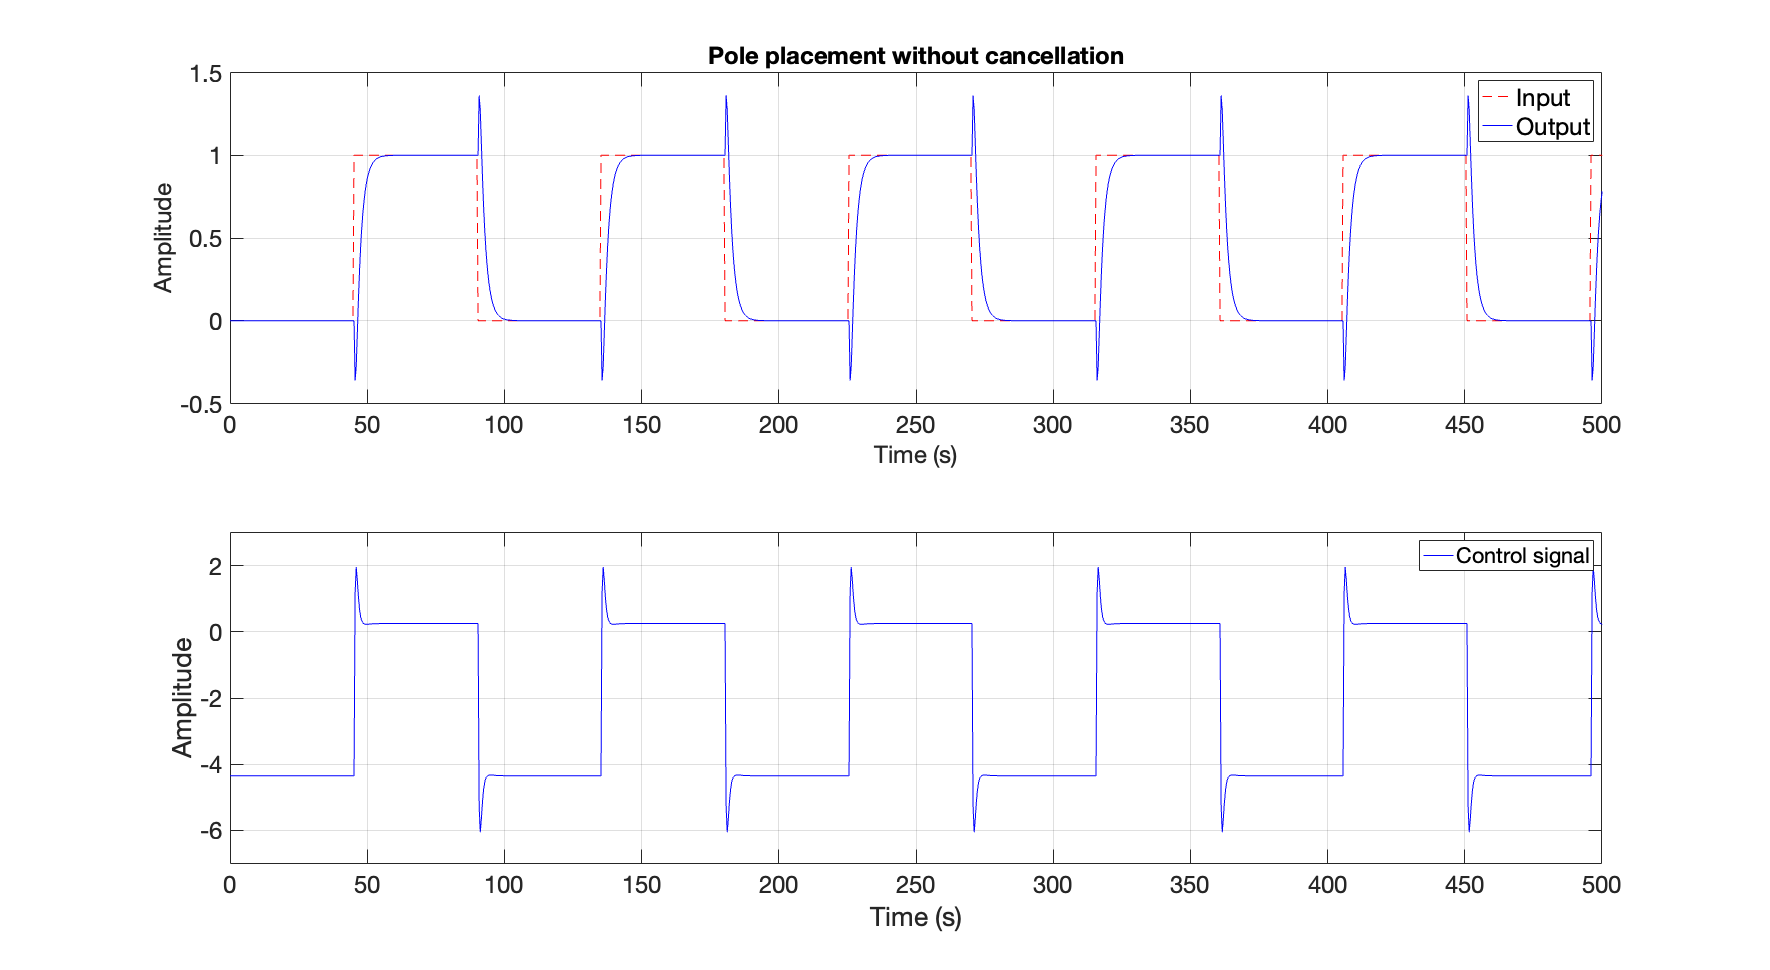 Pole placement without cancellation
1.5
1
0.5
0
-0.5
Amplitude
Input
Output
0 50 100 150 200 250 300 350 400 450 500
Time (s)
2
0
-2
-4
-6
Amplitude
Control signal
0 50 100 150 200 250 300 350 400 450 500
Time (s)